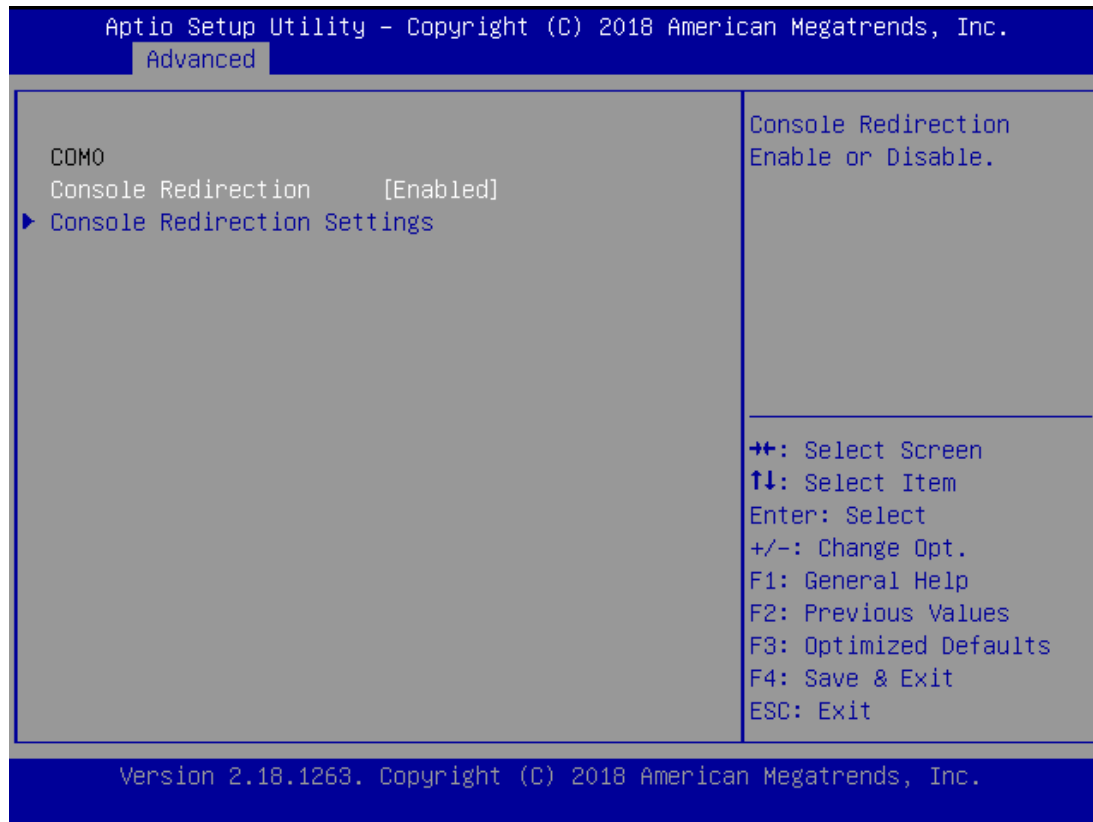 Aptio Setup Utility – Copyright (C) 2018 American Megatrends, Inc.
Advanced
COM0
Console Redirection [Enabled]
Console Redirection Settings
Console Redirection
Enable or Disable.
→←: Select Screen
↑↓: Select Item
Enter: Select
+/-: Change Opt.
F1: General Help
F2: Previous Values
F3: Optimized Defaults
F4: Save & Exit
ESC: Exit
Version 2.18.1263. Copyright (C) 2018 American Megatrends, Inc.